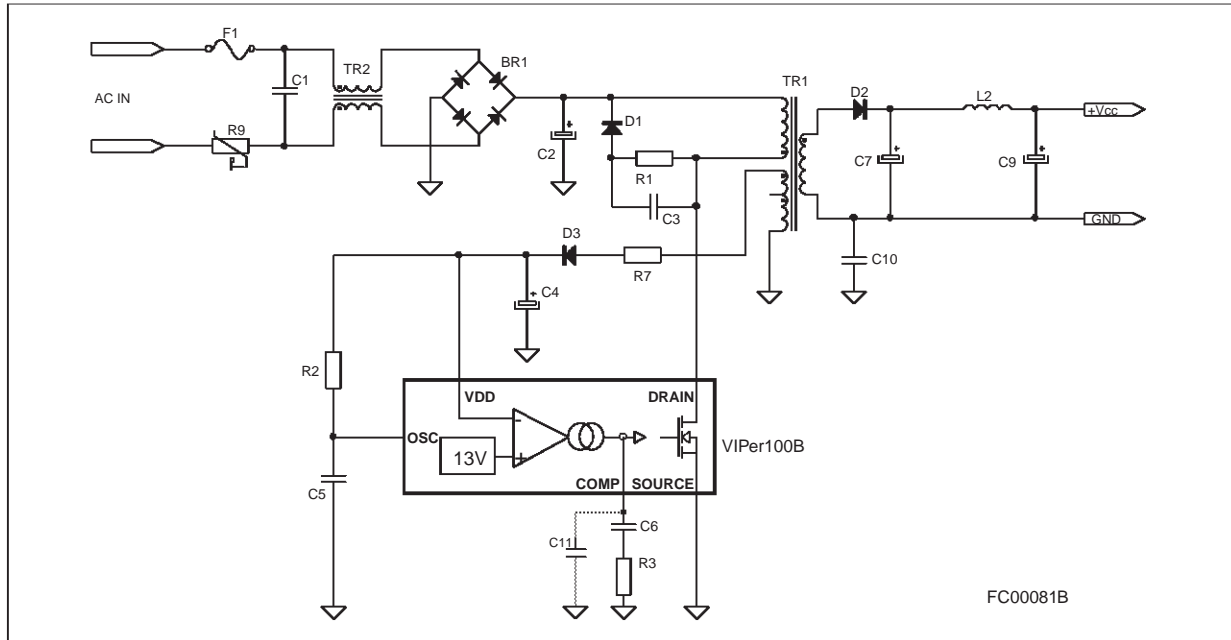 F1
BR1
TR2
C1
AC IN
R9
TR1
D2
L2
+Vcc
D1
C2
+
R1
C3
C7
+
C9
+
GND
D3
R7
C10
C4
+
R2
VDD
DRAIN
OSC
-
+
13V
VIPer100B
COMP
SOURCE
C5
C6
C11
R3
FC00081B